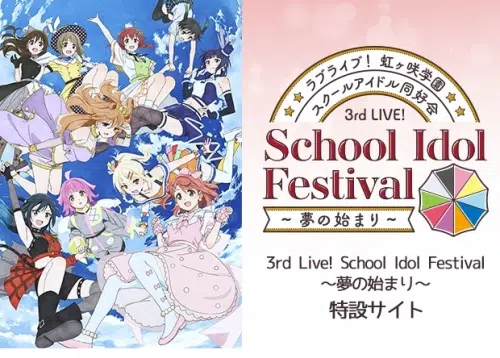 ラブライブ! 虹ヶ咲学園
スクールアイドル同好会
3rd LIVE!
School Idol
Festival
～夢の始まり～
3rd Live! School Idol Festival
～夢の始まり～
特設サイト